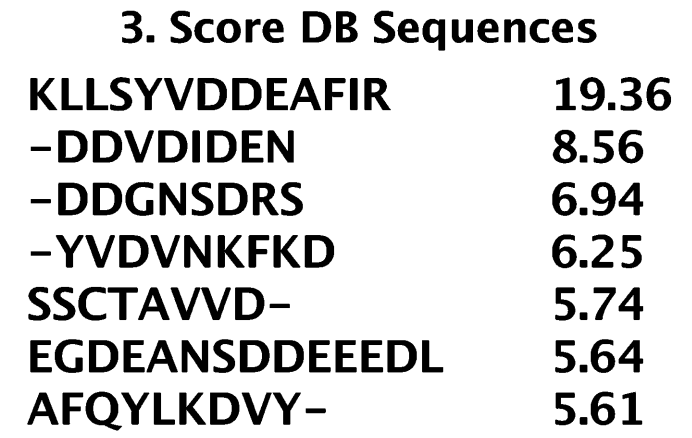 3. Score DB Sequences
KLLSYVDDEAFIR 19.36
–DDVDIDEN 8.56
–DDGNSDRS 6.94
–YVDVNKFKD 6.25
SSCTAVVD– 5.74
EGDEANSDDEEEDL 5.64
AFQYLKDVY– 5.61